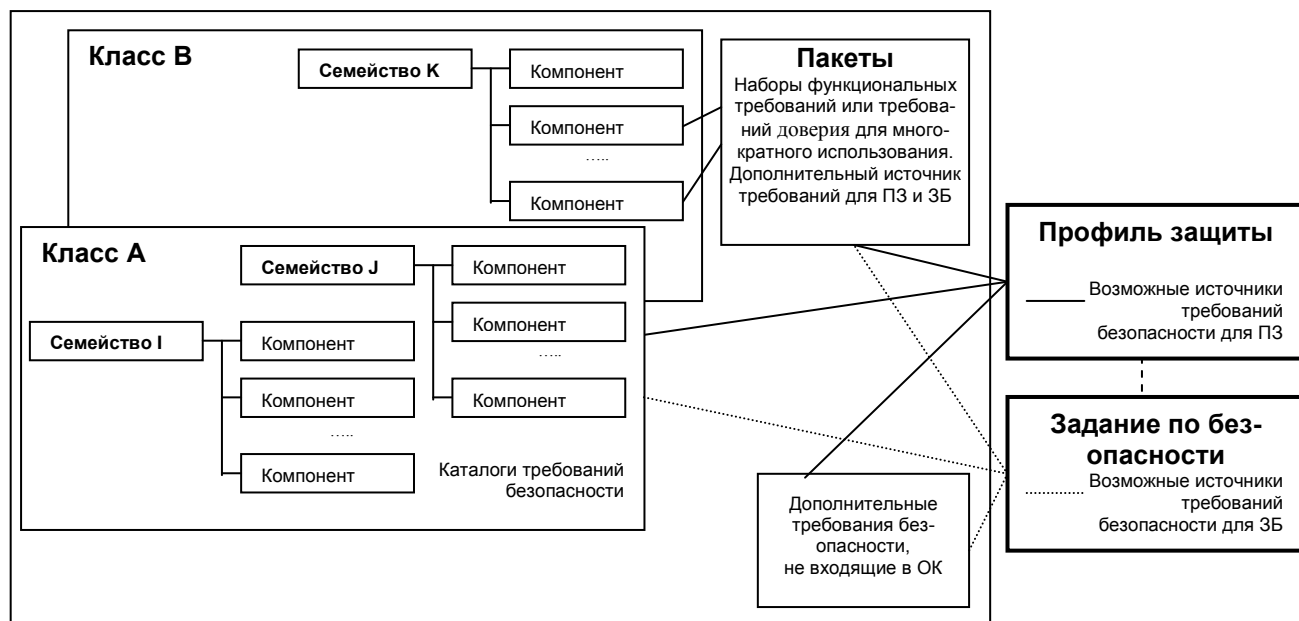 Класс B
Семейство K
Компонент
Компонент
.....
Компонент
Пакеты
Наборы функциональных
требований или требова-
ний доверия для много-
кратного использования.
Дополнительный источник
требований для ПЗ и ЗБ
Класс A
Семейство J
Компонент
Компонент
.....
Компонент
Семейство I
Компонент
Компонент
.....
Компонент
Каталоги требований
безопасности
Профиль защиты
Возможные источники
требований
безопасности для ПЗ
Задание по без-
опасности
Возможные источники
требований
безопасности для ЗБ
Дополнительные
требования без-
опасности,
не входящие в ОК